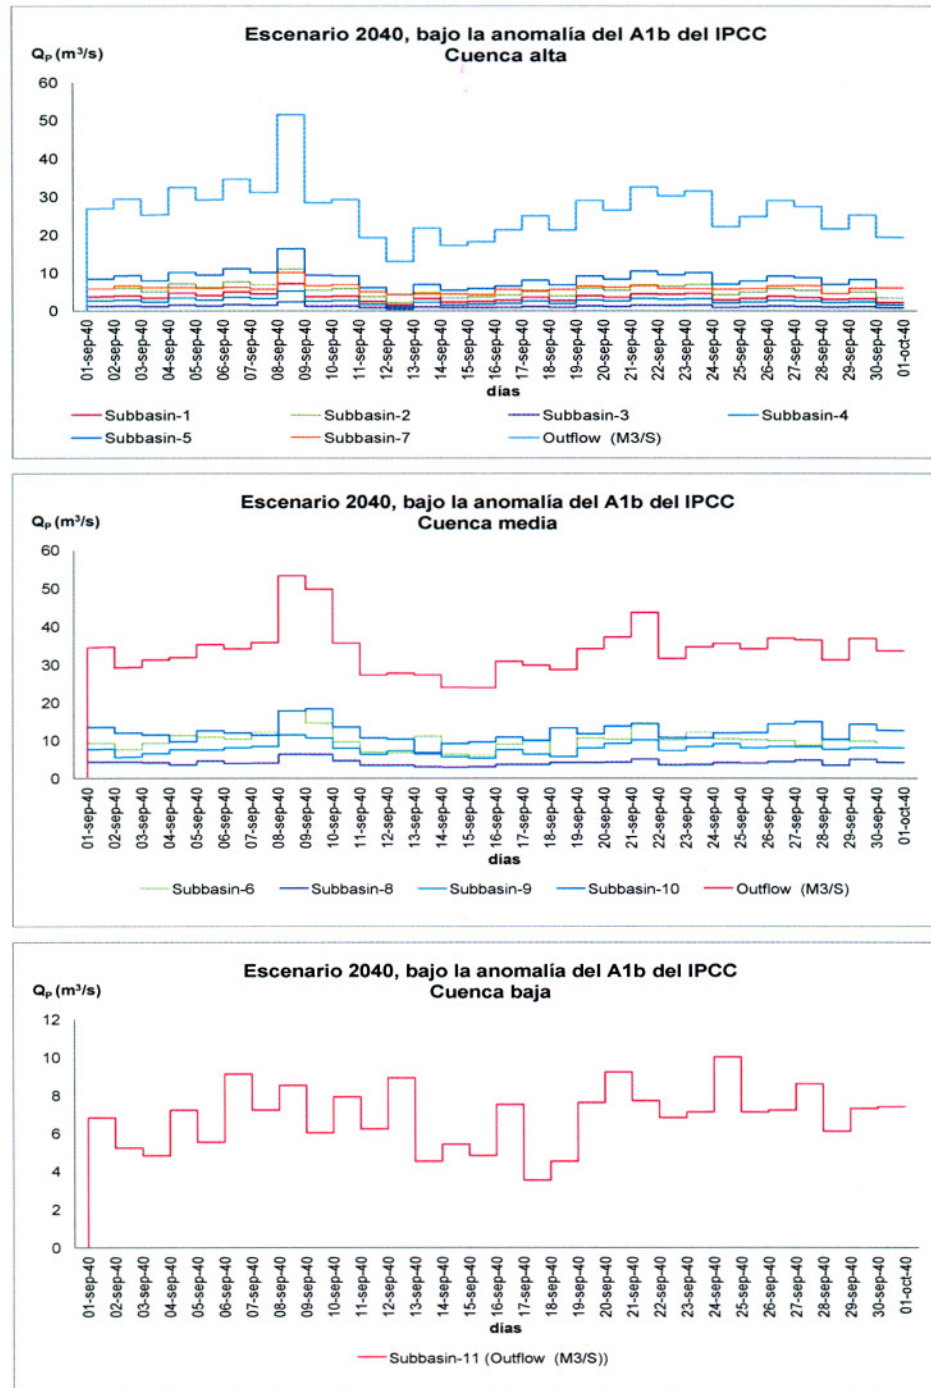 Escenario 2040, bajo la anomalía del A1b del IPCC
Cuenca alta
QP (m³/s)
60
50
40
30
20
10
0
01-sep-40
02-sep-40
03-sep-40
04-sep-40
05-sep-40
06-sep-40
07-sep-40
08-sep-40
09-sep-40
10-sep-40
11-sep-40
12-sep-40
13-sep-40
14-sep-40
15-sep-40
16-sep-40
17-sep-40
18-sep-40
19-sep-40
20-sep-40
21-sep-40
22-sep-40
23-sep-40
24-sep-40
25-sep-40
26-sep-40
27-sep-40
28-sep-40
29-sep-40
30-sep-40
01-oct-40
días
Subbasin-1 Subbasin-2 Subbasin-3 Subbasin-4
Subbasin-5 Subbasin-7 Outflow (M3/S)
Escenario 2040, bajo la anomalía del A1b del IPCC
Cuenca media
QP (m³/s)
60
50
40
30
20
10
0
01-sep-40
02-sep-40
03-sep-40
04-sep-40
05-sep-40
06-sep-40
07-sep-40
08-sep-40
09-sep-40
10-sep-40
11-sep-40
12-sep-40
13-sep-40
14-sep-40
15-sep-40
16-sep-40
17-sep-40
18-sep-40
19-sep-40
20-sep-40
21-sep-40
22-sep-40
23-sep-40
24-sep-40
25-sep-40
26-sep-40
27-sep-40
28-sep-40
29-sep-40
30-sep-40
01-oct-40
días
Subbasin-6 Subbasin-8 Subbasin-9 Subbasin-10 Outflow (M3/S)
Escenario 2040, bajo la anomalía del A1b del IPCC
Cuenca baja
QP (m³/s)
12
10
8
6
4
2
0
01-sep-40
02-sep-40
03-sep-40
04-sep-40
05-sep-40
06-sep-40
07-sep-40
08-sep-40
09-sep-40
10-sep-40
11-sep-40
12-sep-40
13-sep-40
14-sep-40
15-sep-40
16-sep-40
17-sep-40
18-sep-40
19-sep-40
20-sep-40
21-sep-40
22-sep-40
23-sep-40
24-sep-40
25-sep-40
26-sep-40
27-sep-40
28-sep-40
29-sep-40
30-sep-40
01-oct-40
días
Subbasin-11 (Outflow (M3/S))